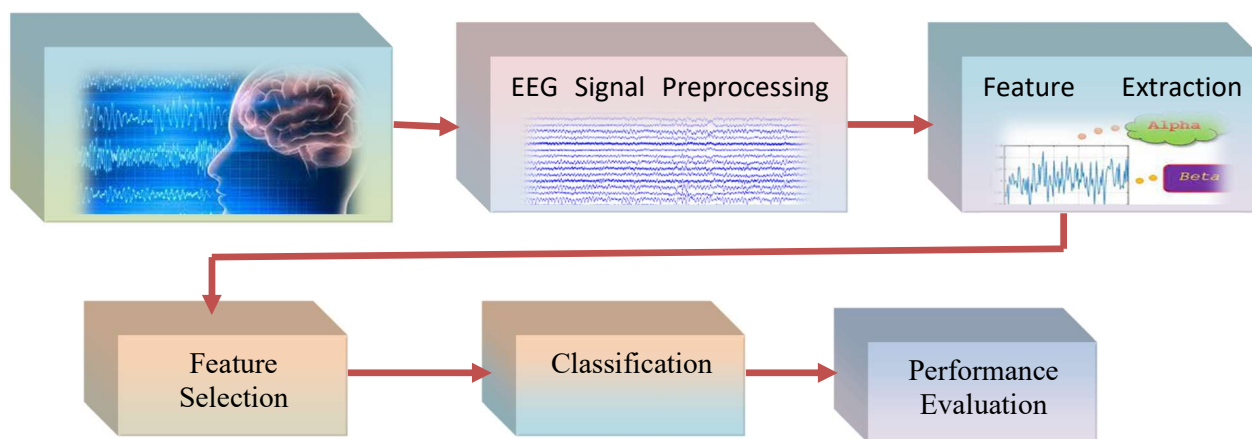 EEG Signal Preprocessing
Feature Extraction
Alpha
Beta
Feature
Selection
Classification
Performance
Evaluation